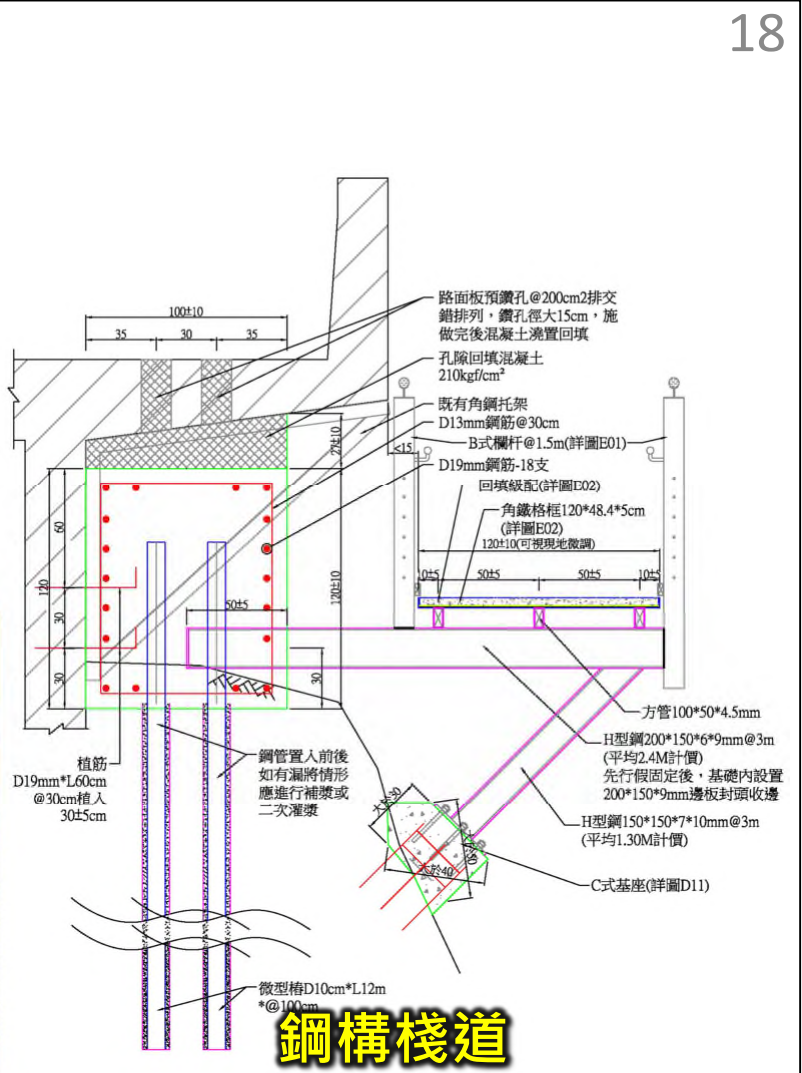 18
路面板預鑽孔@200cm2排交
錯排列，鑽孔徑大15cm，施
做完後混凝土澆置回填
孔隙回填混凝土
210kgf/cm²
既有角鋼托架
D13mm鋼筋@30cm
B式欄杆@1.5m(詳圖E01)
D19mm鋼筋-18支
回填級配(詳圖E02)
角鐵格框120*48.4*5cm
(詳圖E02)
120±10(可視現地微調)
100±10
35
30
35
27±10
<15
10±5
50±5
50±5
10±5
60
120
30
30
50±5
120±10
30
方管100*50*4.5mm
H型鋼200*150*6*9mm@3m
(平均2.4M計價)
先行假固定後，基礎內設置
200*150*9mm邊板封頭收邊
H型鋼150*150*7*10mm@3m
(平均1.30M計價)
C式基座(詳圖D11)
植筋
D19mm*L60cm
@30cm植入
30±5cm
鋼管置入前後
如有漏將情形
應進行補漿或
二次灌漿
大於30
大於40
微型樁D10cm*L12m
*@100cm
鋼構棧道